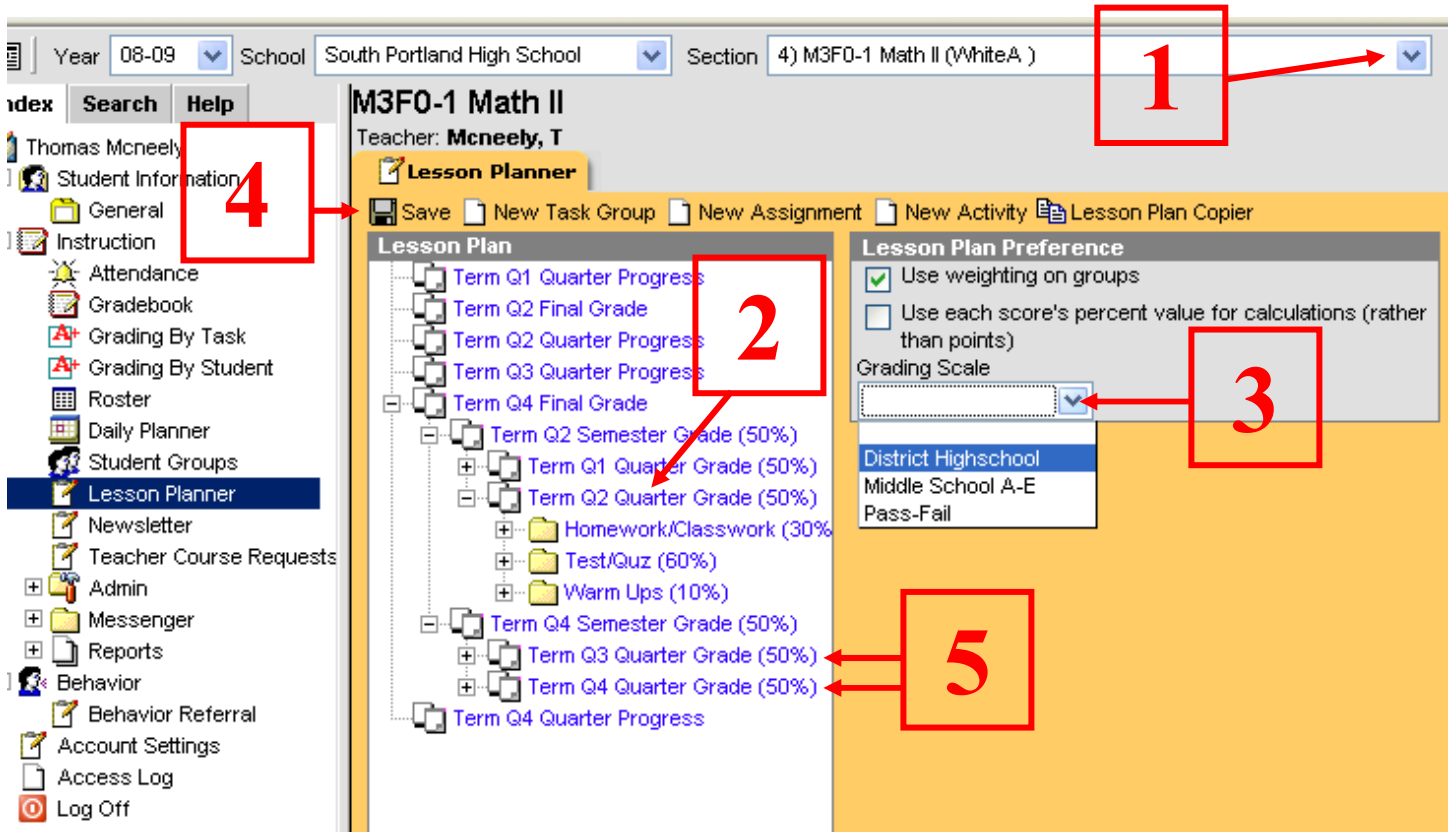 Year 08-09 School South Portland High School Section 4) M3F0-1 Math II (WhiteA )
1
ndex Search Help
Thomas Mcneely
Student Information
General
Instruction
Attendance
Gradebook
Grading By Task
Grading By Student
Roster
Daily Planner
Student Groups
Lesson Planner
Newsletter
Teacher Course Requests
Admin
Messenger
Reports
Behavior
Behavior Referral
Account Settings
Access Log
Log Off
4
M3F0-1 Math II
Teacher: Mcneely, T
Lesson Planner
Save New Task Group New Assignment New Activity Lesson Plan Copier
Lesson Plan
Term Q1 Quarter Progress
Term Q2 Final Grade
Term Q2 Quarter Progress
Term Q3 Quarter Progress
Term Q4 Final Grade
Term Q2 Semester Grade (50%)
Term Q1 Quarter Grade (50%)
Term Q2 Quarter Grade (50%)
Homework/Classwork (30%
Test/Quz (60%)
Warm Ups (10%)
Term Q4 Semester Grade (50%)
Term Q3 Quarter Grade (50%)
Term Q4 Quarter Grade (50%)
Term Q4 Quarter Progress
2
Lesson Plan Preference
Use weighting on groups
Use each score's percent value for calculations (rather
than points)
Grading Scale
District Highschool
Middle School A-E
Pass-Fail
3
5